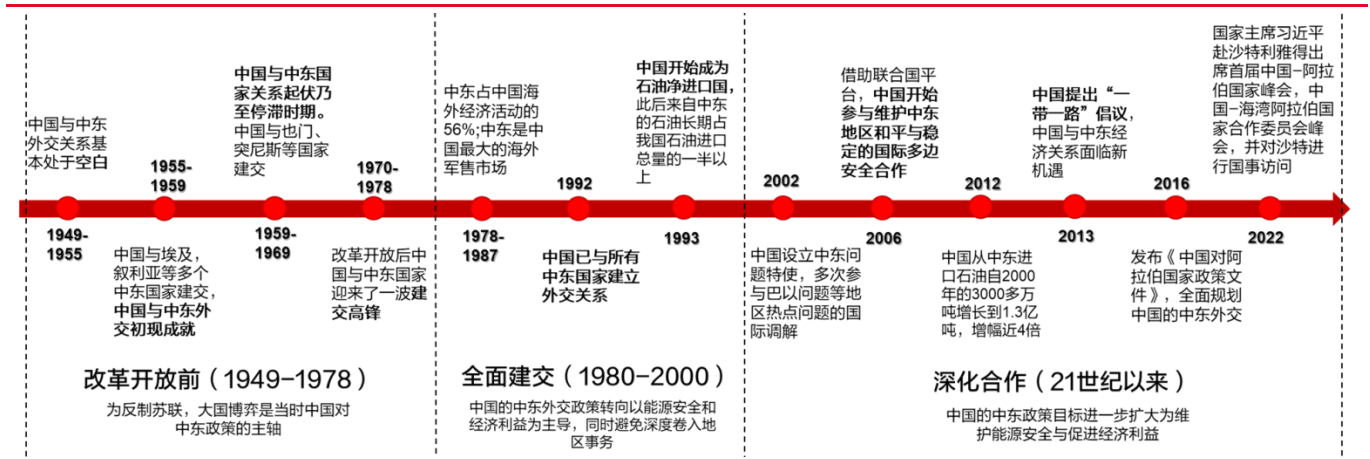 中国与中东
外交关系基
本处于空白
1949-
1955
1955-
1959
中国与埃及，
叙利亚等多个
中东国家建交，
中国与中东外
交初现成就
中国与中东国
家关系起伏乃
至停滞时期。
中国与也门、
突尼斯等国家
建交
1959-
1969
1970-
1978
改革开放后中
国与中东国家
迎来了一波建
交高锋
改革开放前（1949-1978）
为反制苏联，大国博弈是当时中国对
中东政策的主轴
中东占中国海
外经济活动的
56%;中东是中
国最大的海外
军售市场
1978-
1987
1992
中国已与所有
中东国家建立
外交关系
中国开始成为
石油净进口国，
此后来自中东
的石油长期占
我国石油进口
总量的一半以
上
1993
全面建交（1980-2000）
中国的中东外交政策转向以能源安全和
经济利益为主导，同时避免深度卷入地
区事务
2002
中国设立中东问
题特使，多次参
与巴以问题等地
区热点问题的国
际调解
借助联合国平
台，中国开始
参与维护中东
地区和平与稳
定的国际多边
安全合作
2006
2012
中国从中东进
口石油自2000
年的3000多万
吨增长到1.3亿
吨，增幅近4倍
中国提出“一
带一路”倡议，
中国与中东经
济关系面临新
机遇
2013
2016
发布《中国对阿
拉伯国家政策文
件》，全面规划
中国的中东外交
国家主席习近平
赴沙特利雅得出
席首届中国-阿拉
伯国家峰会，中
国-海湾阿拉伯国
家合作委员会峰
会，并对沙特进
行国事访问
2022
深化合作（21世纪以来）
中国的中东政策目标进一步扩大为维
护能源安全与促进经济利益